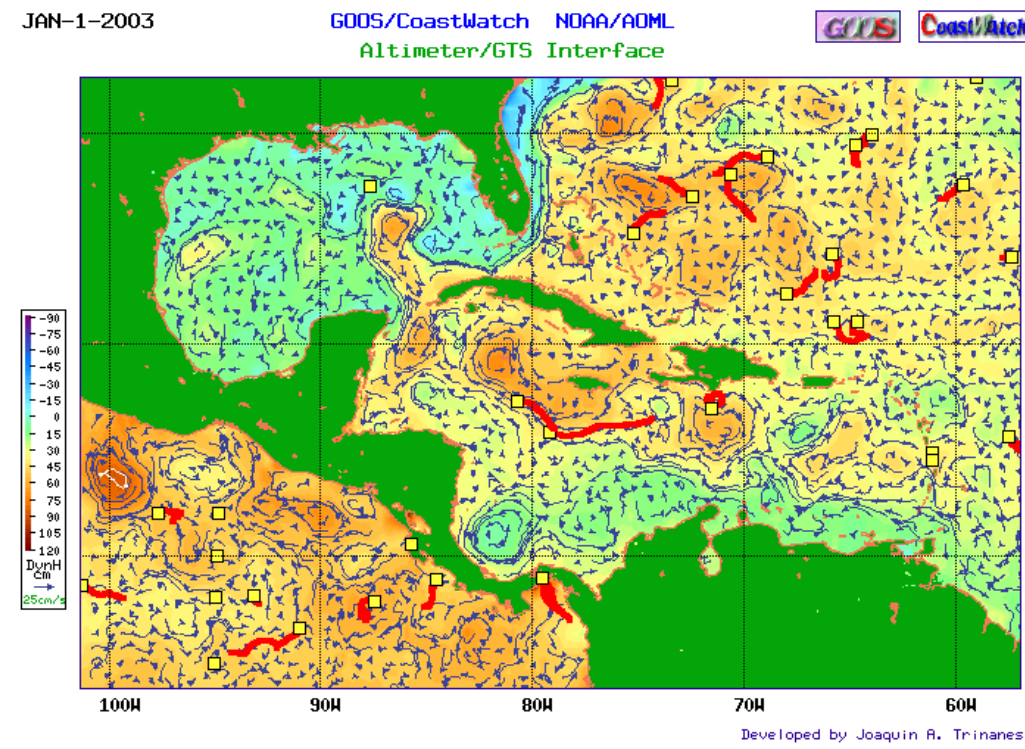 JAN-1-2003
GOOS/CoastWatch NOAA/AOML
Altimeter/GTS Interface
GOOS
CoastWatch
-90
-75
-60
-45
-30
-15
0
15
30
45
60
75
90
105
120
DynH
cm
25cm/s
100W
90W
80W
70W
60W
Developed by Joaquin A. Trinanes